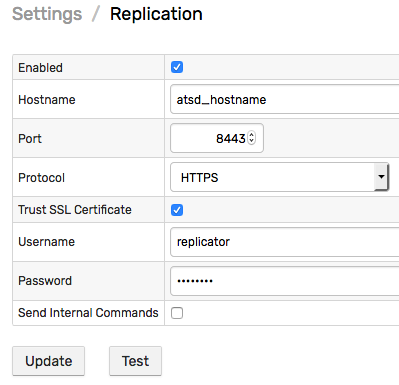 Settings / Replication
Enabled
Hostname atsd_hostname
Port 8443
Protocol HTTPS
Trust SSL Certificate
Username replicator
Password ••••••••
Send Internal Commands
Update Test